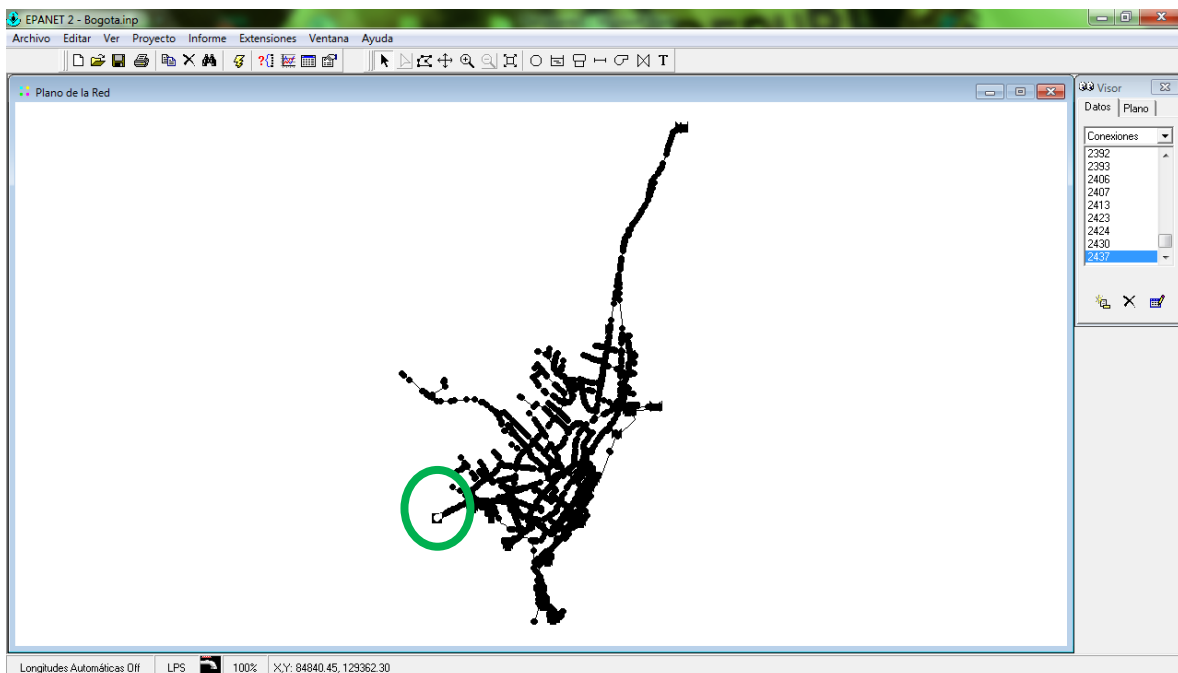 EPANET 2 - Bogota.inp
Archivo Editar Ver Proyecto Informe Extensiones Ventana Ayuda
T
Plano de la Red
Visor
Datos Plano
Conexiones
2392
2393
2406
2407
2413
2423
2424
2430
2437
Longitudes Automáticas Off LPS 100% X,Y: 84840.45, 129362.30